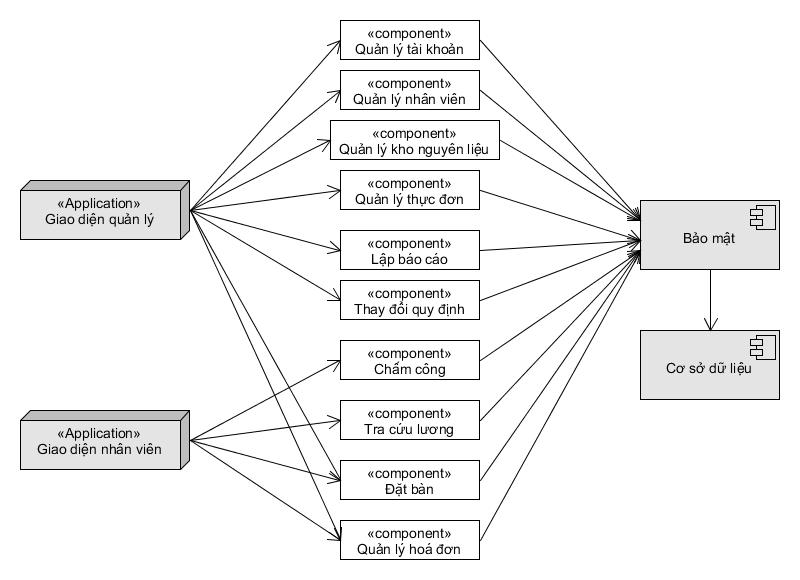 «component»
Quản lý tài khoản
«component»
Quản lý nhân viên
«component»
Quản lý kho nguyên liệu
«component»
Quản lý thực đơn
«component»
Lập báo cáo
«component»
Thay đổi quy định
«component»
Chấm công
«component»
Tra cứu lương
«component»
Đặt bàn
«component»
Quản lý hoá đơn
«Application»
Giao diện quản lý
«Application»
Giao diện nhân viên
Bảo mật
Cơ sở dữ liệu